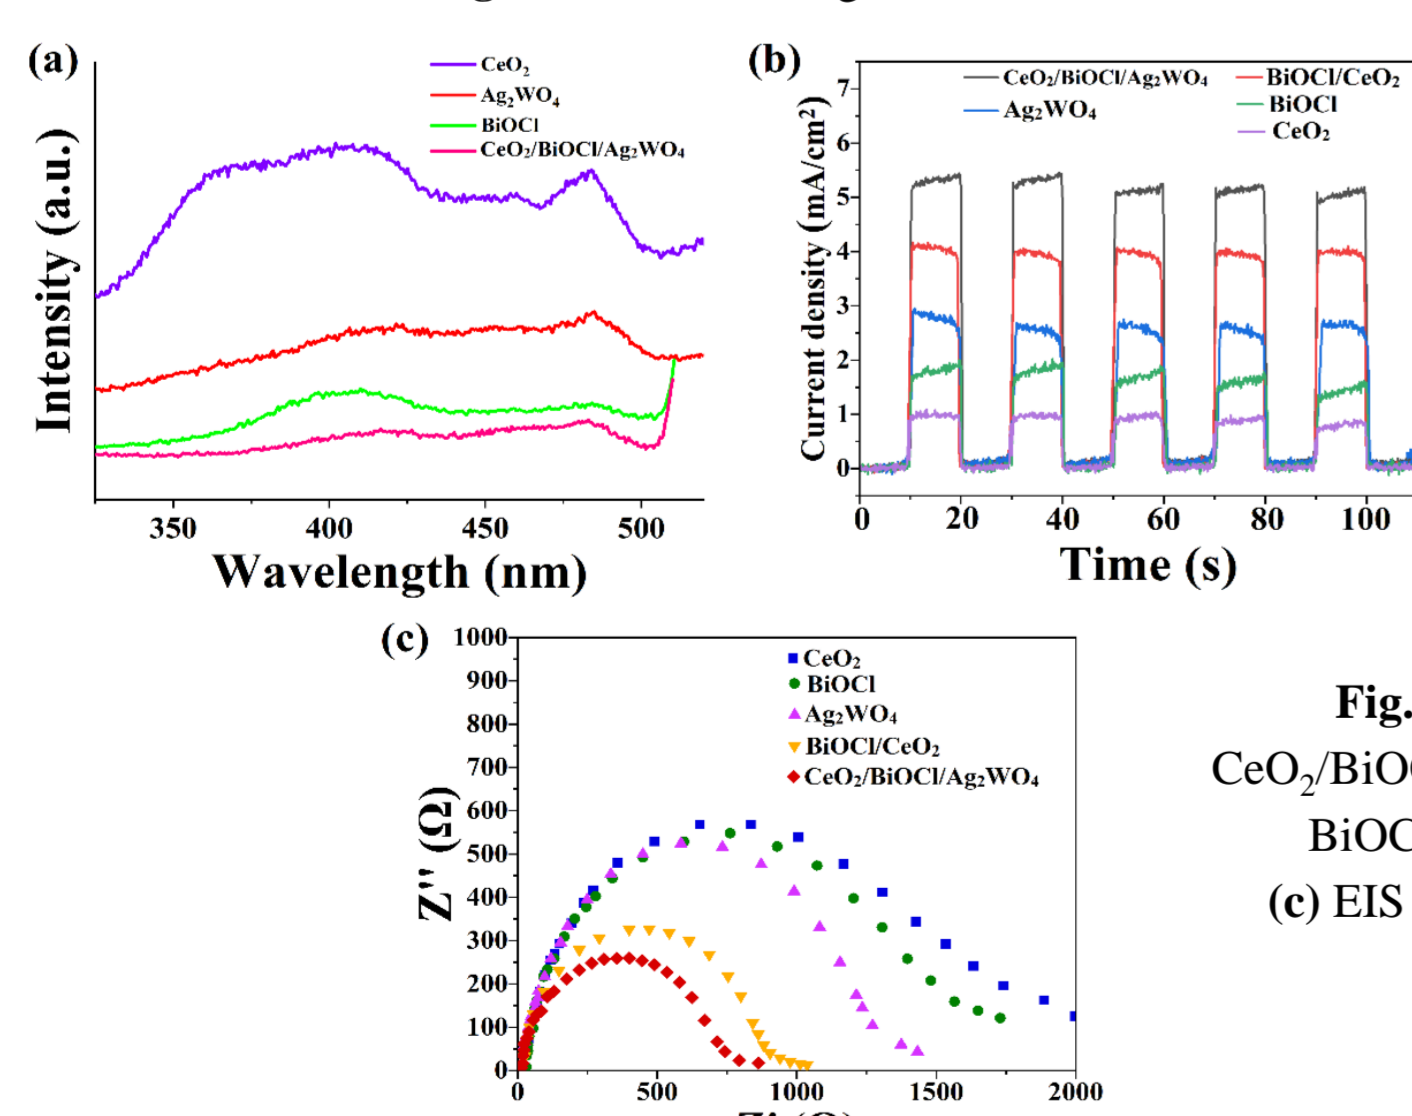 (a)
CeO₂
Ag₂WO₄
BiOCl
CeO₂/BiOCl/Ag₂WO₄
Intensity (a.u.)
350 400 450 500
Wavelength (nm)
(b)
CeO₂/BiOCl/Ag₂WO₄
BiOCl/CeO₂
Ag₂WO₄
BiOCl
CeO₂
Current density (mA/cm²)
7
6
5
4
3
2
1
0
0 20 40 60 80 100
Time (s)
(c)
CeO₂
BiOCl
Ag₂WO₄
BiOCl/CeO₂
CeO₂/BiOCl/Ag₂WO₄
Z'' (Ω)
1000
900
800
700
600
500
400
300
200
100
0
0 500 1000 1500 2000
Fig.
CeO₂/BiOC
BiOC
(c) EIS